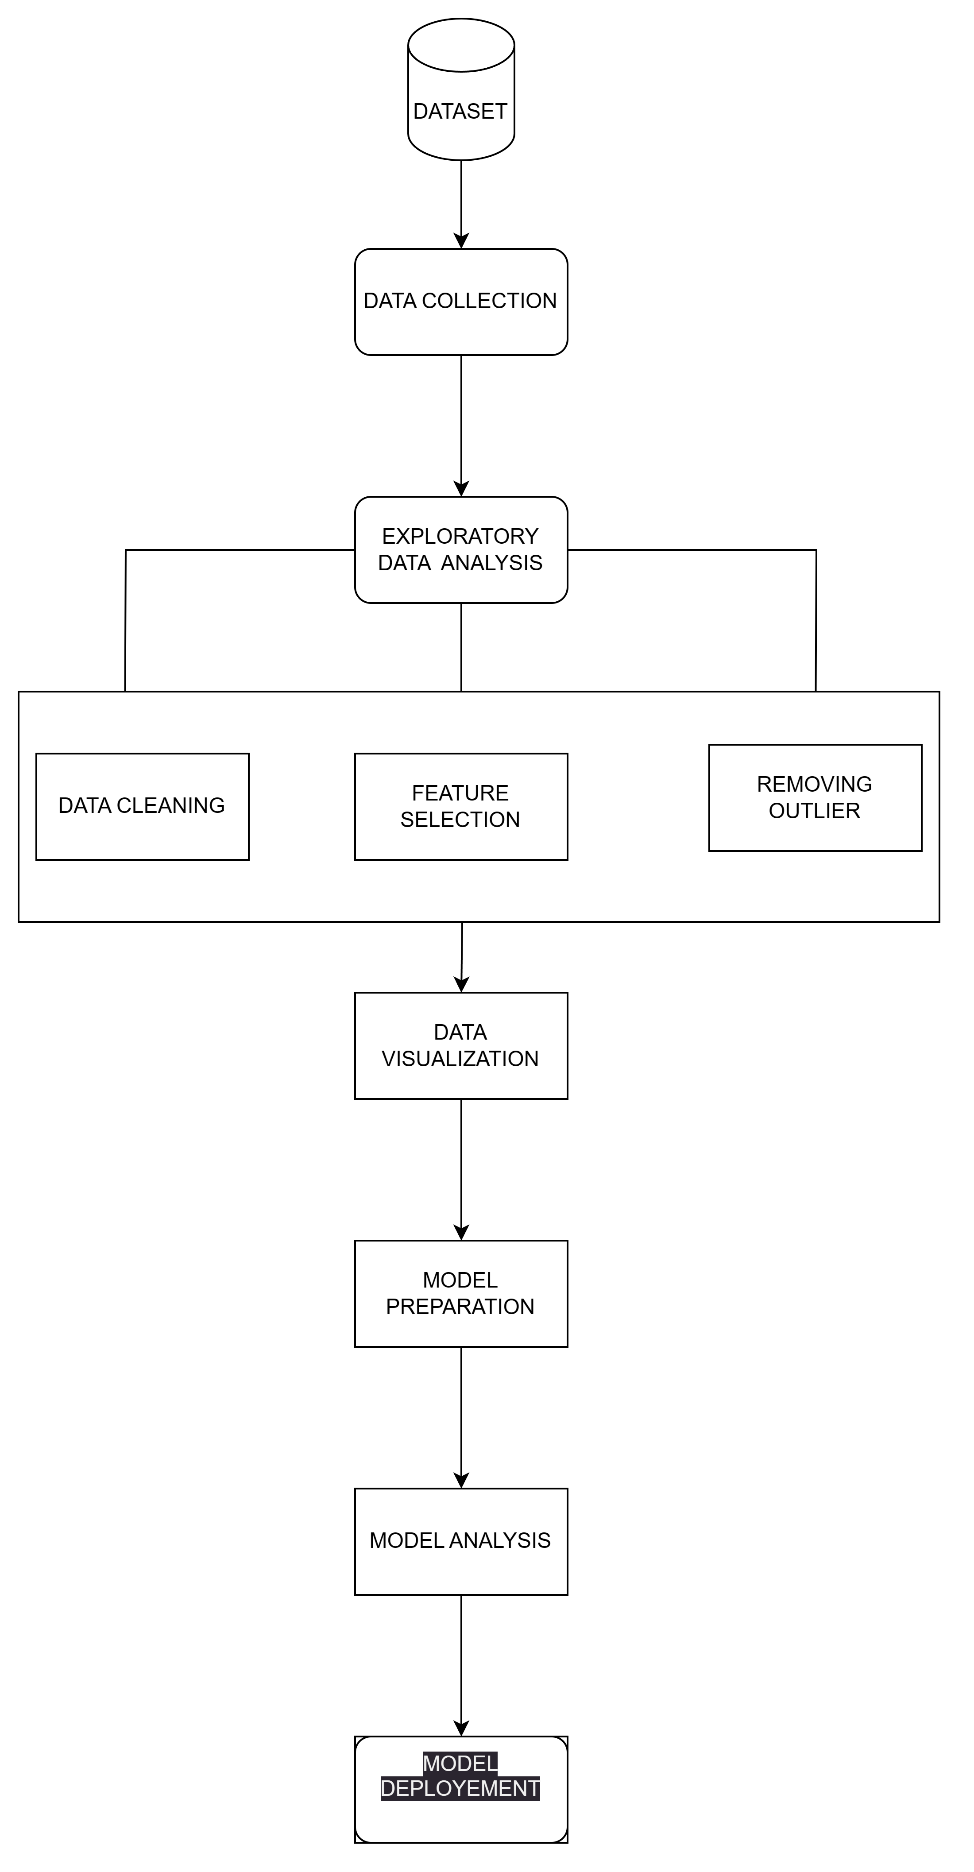 DATASET
DATA COLLECTION
EXPLORATORY
DATA  ANALYSIS
DATA CLEANING
FEATURE
SELECTION
REMOVING
OUTLIER
DATA
VISUALIZATION
MODEL
PREPARATION
MODEL ANALYSIS
MODEL
DEPLOYEMENT